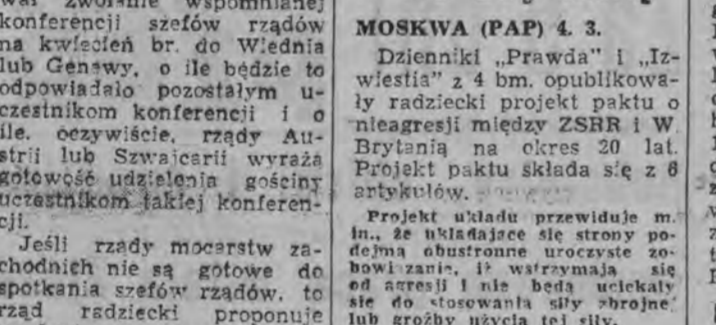 wał zwołanie wspomnianej
konferencji szefów rządów
na kwiecień br. do Wiednia
lub Genewy, o ile będzie to
odpowiadało pozostałym u-
czestnikom konferencji i o
ile, oczywiście, rządy Au-
strii lub Szwajcarii wyrażą
gotowość udzielenia gościny
uczestnikom takiej konferen-
cji.
Jeśli rządy mocarstw za-
chodnich nie są gotowe do
spotkania szefów rządów, to
rząd radziecki proponuje
MOSKWA (PAP) 4. 3.
Dzienniki „Prawda” i „Iz-
wiestia” z 4 bm. opublikowa-
ły radziecki projekt paktu o
nieagresji między ZSRR i W.
Brytanią na okres 20 lat.
Projekt paktu składa się z 6
artykułów.
Projekt układu przewiduje m.
in., że układające się strony po-
dejmą obustronne uroczyste zo-
bowiązanie, iż wstrzymają się
od agresji i nie będą uciekały
się do stosowania siły zbrojnej
lub groźby użycia tej siły.